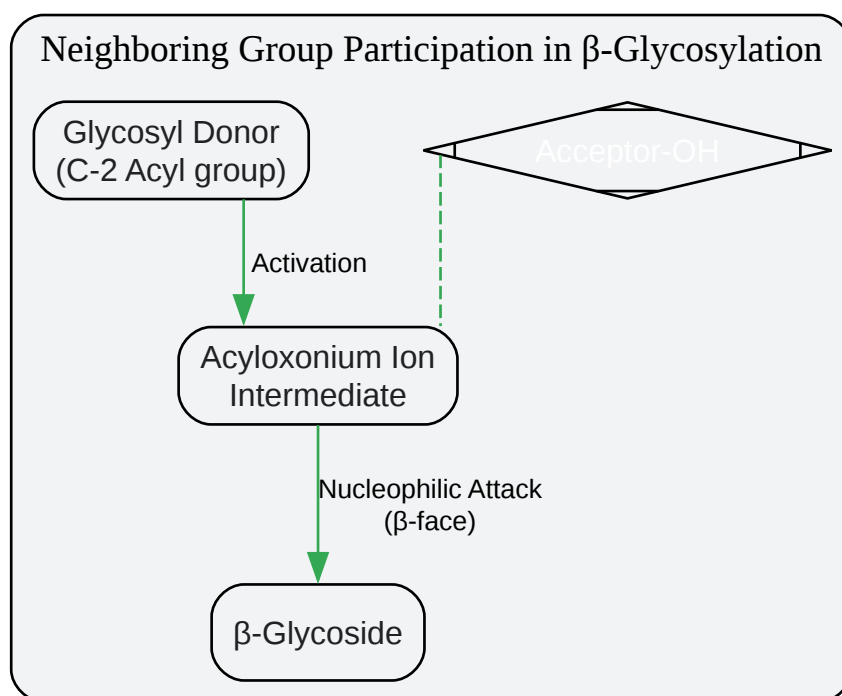 Neighboring Group Participation in β-Glycosylation
Glycosyl Donor
(C-2 Acyl group)
Acceptor-OH
Activation
Acyloxonium Ion
Intermediate
Nucleophilic Attack
(β-face)
β-Glycoside